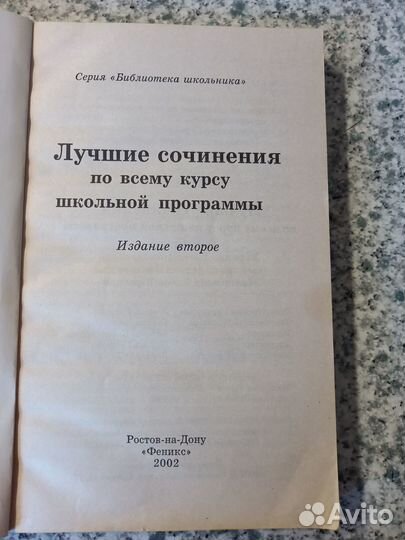 Серия «Библиотека школьника»
Лучшие сочинения
по всему курсу
школьной программы
Издание второе
Ростов-на-Дону
«Феникс»
2002
Avito